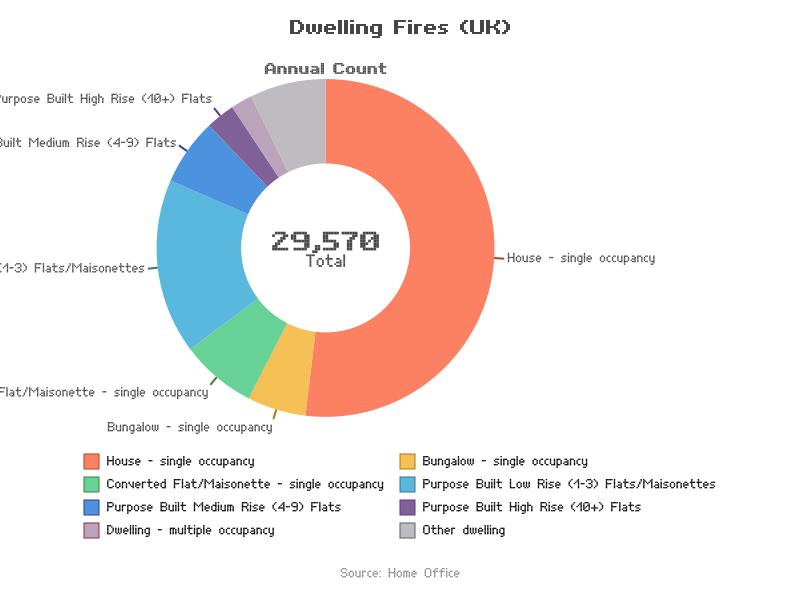 Dwelling Fires (UK)
Annual Count
Purpose Built High Rise (10+) Flats
Built Medium Rise (4-9) Flats
(1-3) Flats/Maisonettes
Flat/Maisonette - single occupancy
Bungalow - single occupancy
House - single occupancy
29,570
Total
House - single occupancy
Bungalow - single occupancy
Converted Flat/Maisonette - single occupancy
Purpose Built Low Rise (1-3) Flats/Maisonettes
Purpose Built Medium Rise (4-9) Flats
Purpose Built High Rise (10+) Flats
Dwelling - multiple occupancy
Other dwelling
Source: Home Office